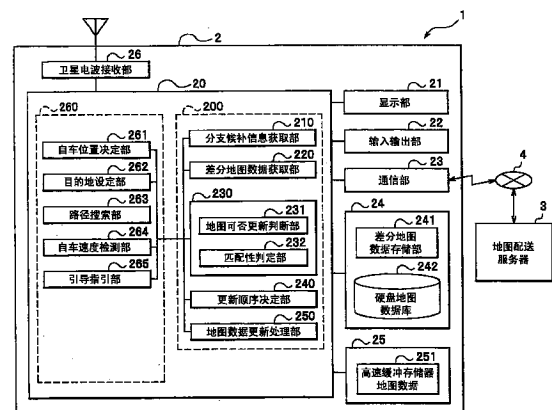 1
2
26
卫星电波接收部
20
260
200
261
自车位置决定部
262
目的地设定部
263
路径搜索部
264
自车速度检测部
265
引导指引部
210
分支候补信息获取部
220
差分地图数据获取部
230
231
地图可否更新判断部
232
匹配性判定部
240
更新顺序决定部
250
地图数据更新处理部
21
显示部
22
输入输出部
23
通信部
24
241
差分地图
数据存储部
242
硬盘地图
数据库
25
251
高速缓冲存储器
地图数据
4
3
地图配送
服务器